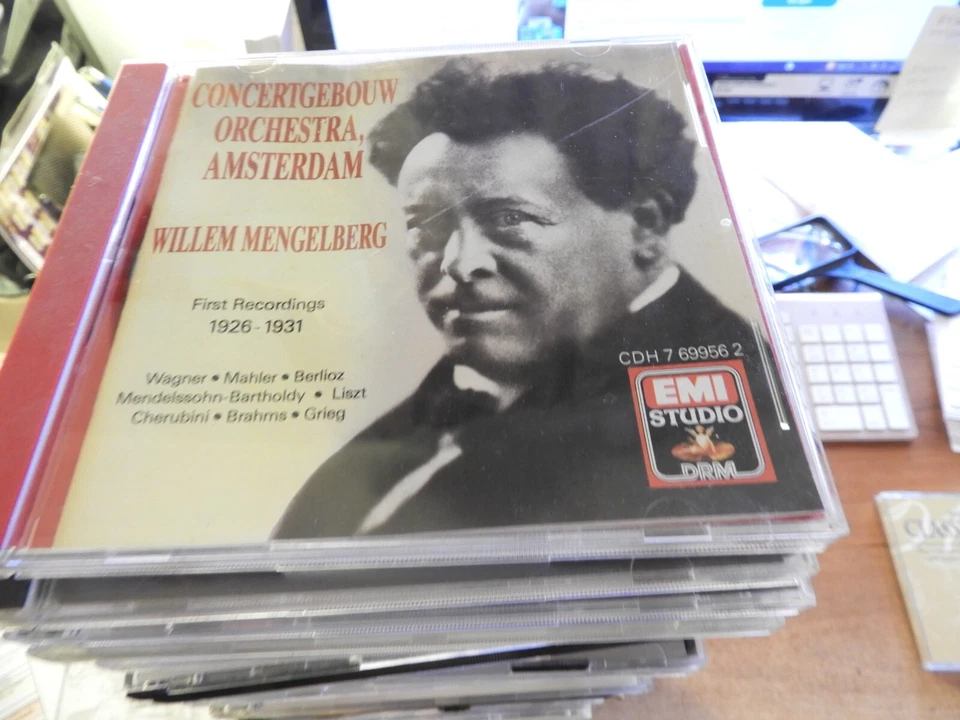 CONCERTGEBOUW
ORCHESTRA,
AMSTERDAM
WILLEM MENGELBERG
First Recordings
1926 - 1931
Wagner • Mahler • Berlioz
Mendelssohn-Bartholdy • Liszt
Cherubini • Brahms • Grieg
CDH 7 69956 2
EMI
STUDIO
DRM